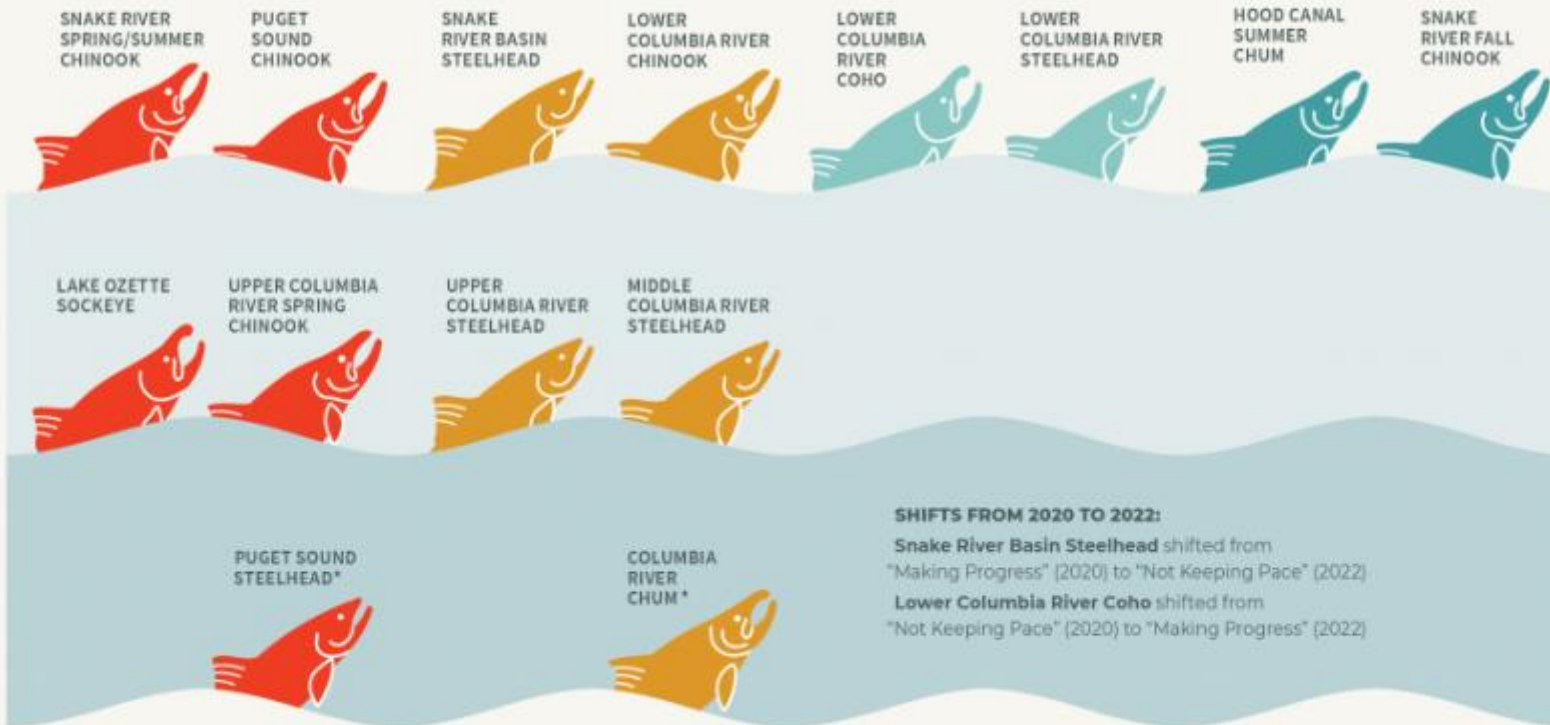 SNAKE RIVER
SPRING/SUMMER
CHINOOK
PUGET
SOUND
CHINOOK
SNAKE
RIVER BASIN
STEELHEAD
LOWER
COLUMBIA RIVER
CHINOOK
LOWER
COLUMBIA
RIVER
COHO
LOWER
COLUMBIA RIVER
STEELHEAD
HOOD CANAL
SUMMER
CHUM
SNAKE
RIVER FALL
CHINOOK
LAKE OZETTE
SOCKEYE
UPPER COLUMBIA
RIVER SPRING
CHINOOK
UPPER
COLUMBIA RIVER
STEELHEAD
MIDDLE
COLUMBIA RIVER
STEELHEAD
PUGET SOUND
STEELHEAD*
COLUMBIA
RIVER
CHUM*
SHIFTS FROM 2020 TO 2022:
Snake River Basin Steelhead shifted from
"Making Progress" (2020) to "Not Keeping Pace" (2022)
Lower Columbia River Coho shifted from
"Not Keeping Pace" (2020) to "Making Progress" (2022)